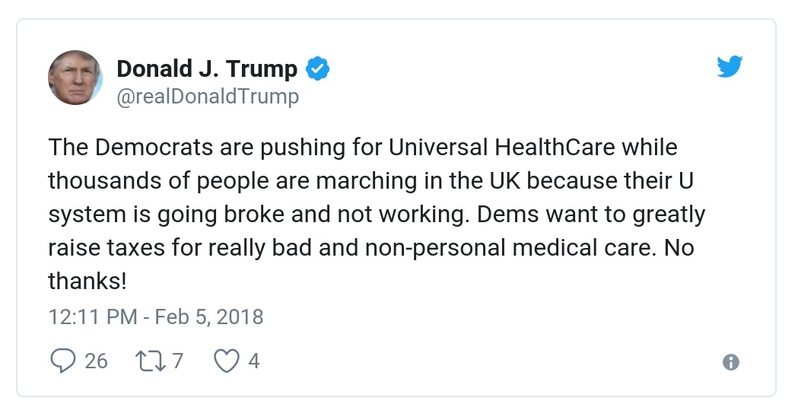 Donald J. Trump
@realDonaldTrump
The Democrats are pushing for Universal HealthCare while
thousands of people are marching in the UK because their U
system is going broke and not working. Dems want to greatly
raise taxes for really bad and non-personal medical care. No
thanks!
12:11 PM - Feb 5, 2018
26 7 4